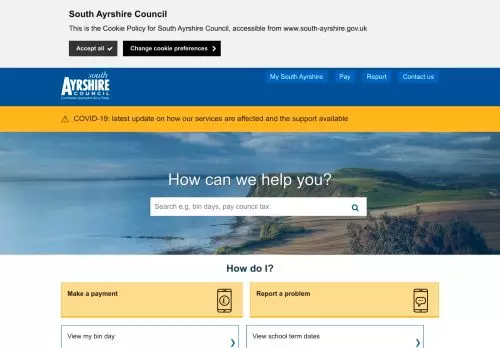 South Ayrshire Council
This is the Cookie Policy for South Ayrshire Council, accessible from www.south-ayrshire.gov.uk
Accept all
Change cookie preferences
south
AYRSHIRE
COUNCIL
My South Ayrshire
Pay
Report
Contact us
COVID-19: latest update on how our services are affected and the support available
How can we help you?
Search e.g. bin days, pay council tax
How do I?
Make a payment
Report a problem
View my bin day
View school term dates